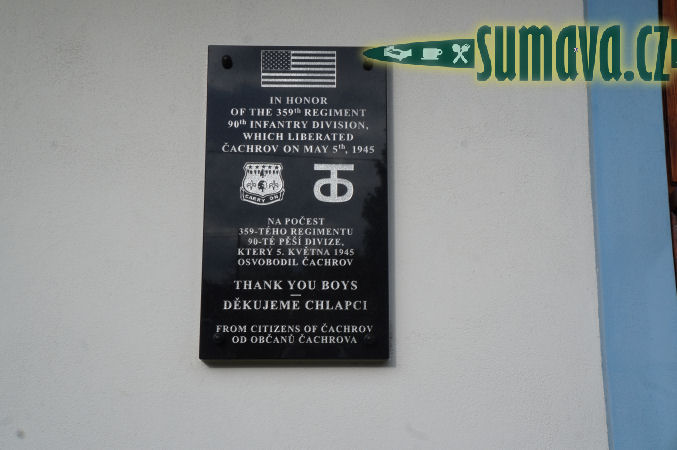 sumava.cz
IN HONOR
OF THE 359th REGIMENT
90th INFANTRY DIVISION,
WHICH LIBERATED
ČACHROV ON MAY 5th, 1945
CARRY ON
NA POČEST
359-TÉHO REGIMENTU
90-TÉ PĚŠÍ DIVIZE,
KTERÝ 5. KVĚTNA 1945
OSVOBODIL ČACHROV
THANK YOU BOYS
—
DĚKUJEME CHLAPCI
FROM CITIZENS OF ČACHROV
OD OBČANŮ ČACHROVA